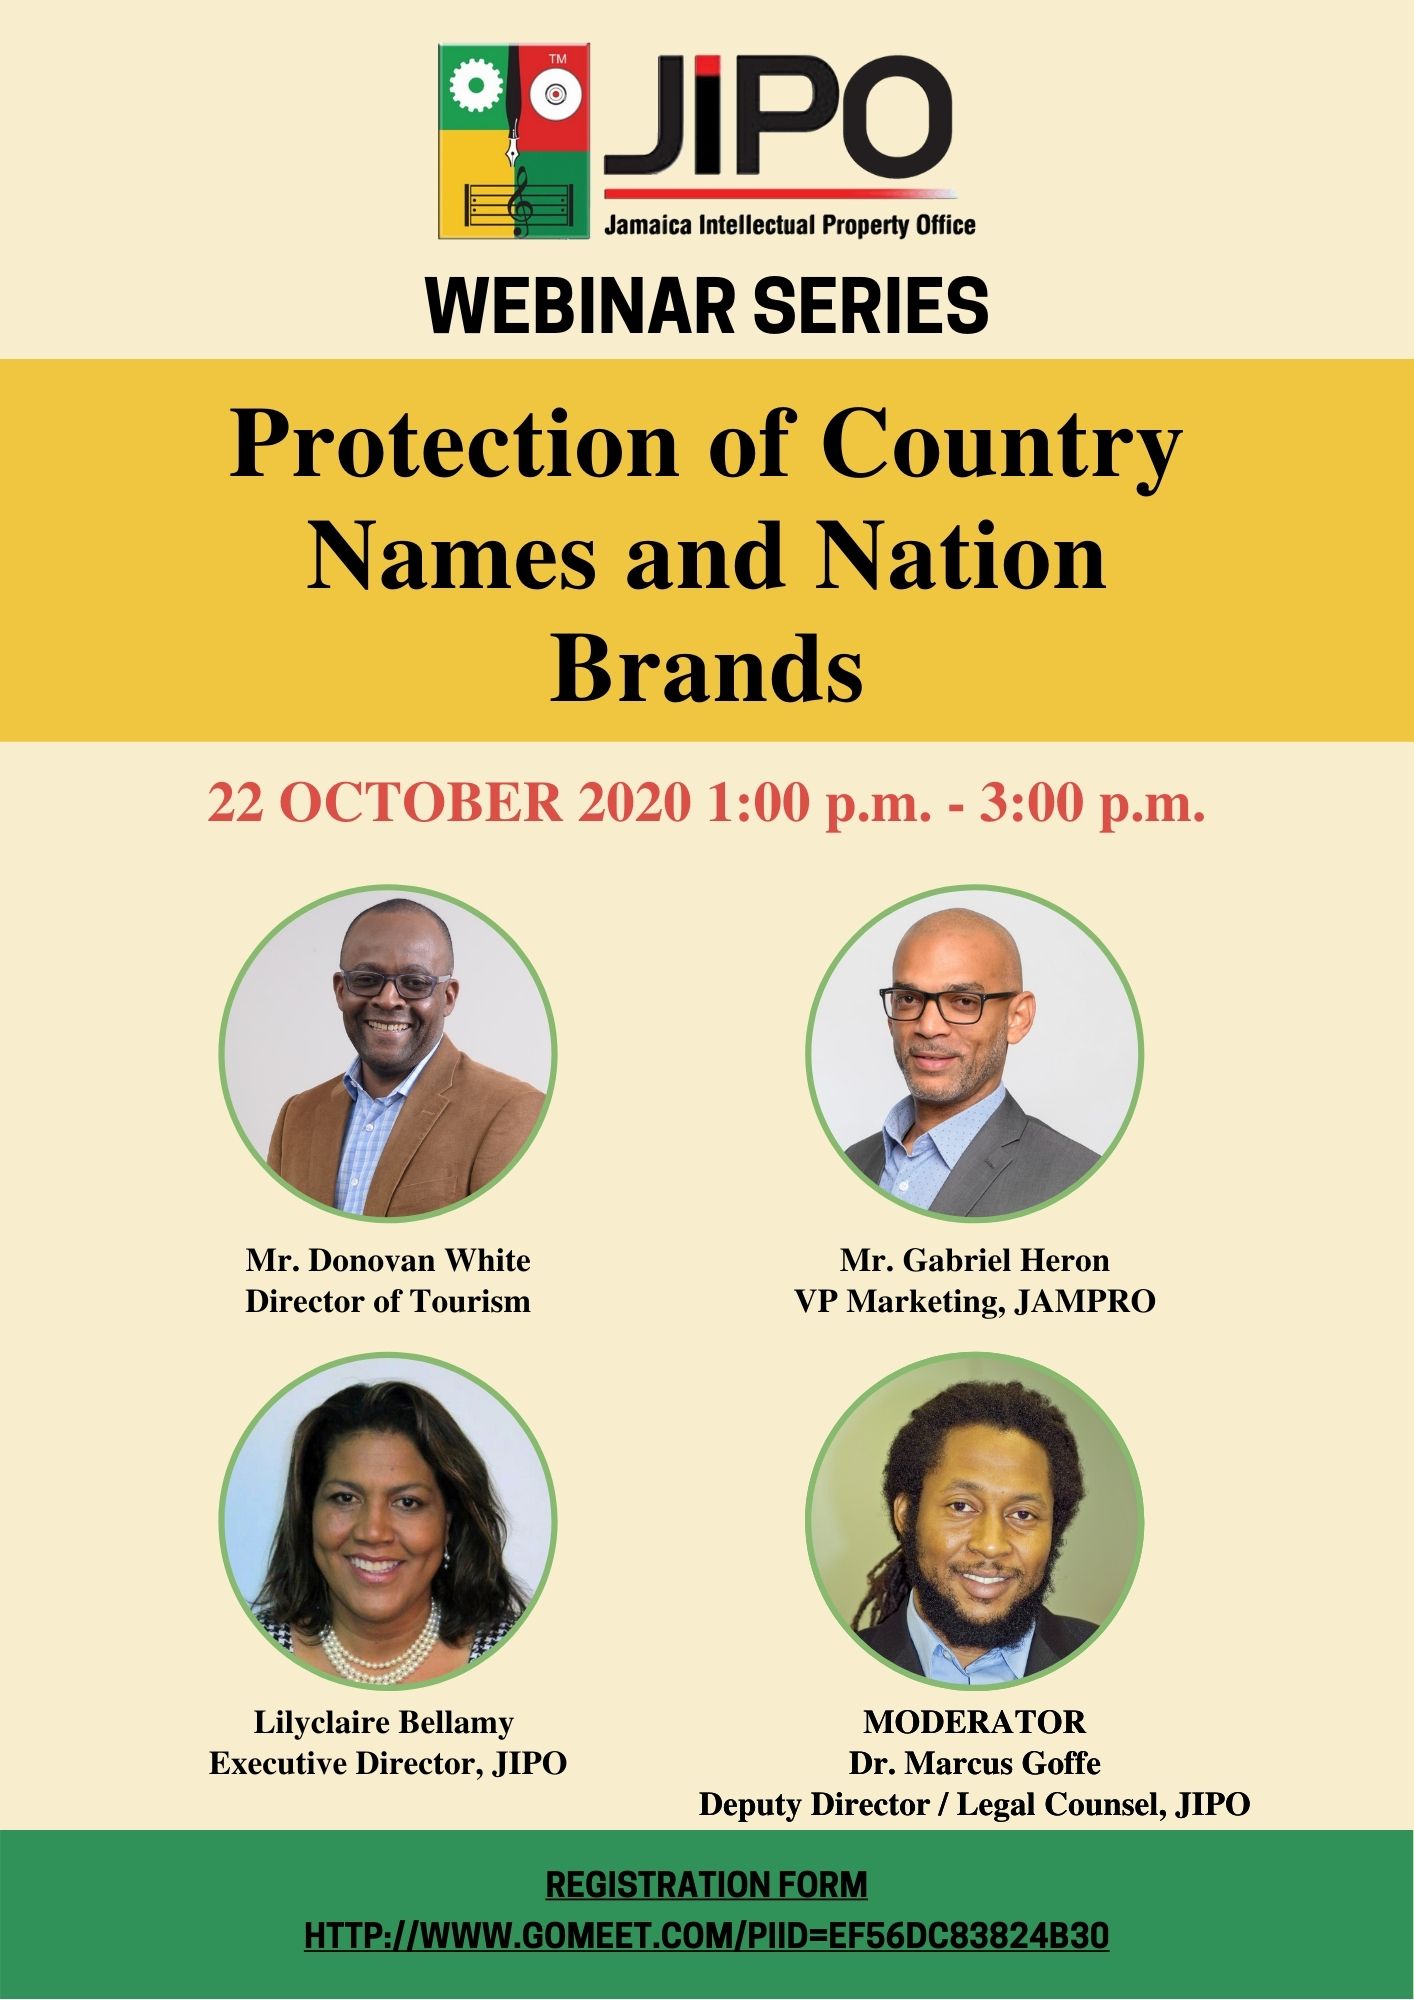 TM
JiPO
Jamaica Intellectual Property Office
WEBINAR SERIES
Protection of Country
Names and Nation
Brands
22 OCTOBER 2020 1:00 p.m. - 3:00 p.m.
Mr. Donovan White
Director of Tourism
Mr. Gabriel Heron
VP Marketing, JAMPRO
Lilyclaire Bellamy
Executive Director, JIPO
MODERATOR
Dr. Marcus Goffe
Deputy Director / Legal Counsel, JIPO
REGISTRATION FORM
HTTP://WWW.GOMEET.COM/PIID=EF56DC83824B30